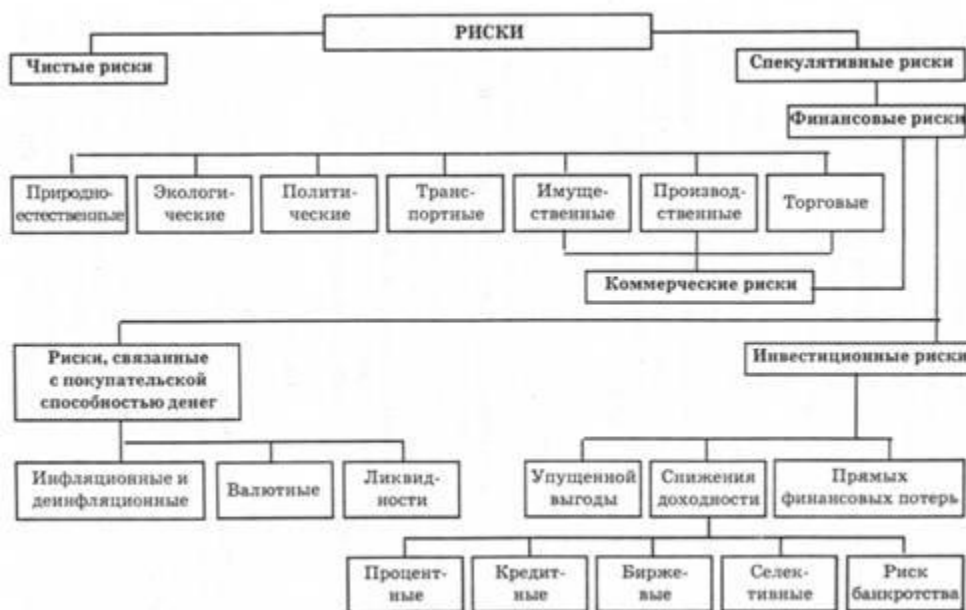 РИСКИ
Чистые риски
Спекулятивные риски
Финансовые риски
Природно-
естественные
Экологи-
ческие
Полити-
ческие
Транс-
портные
Имуще-
ственные
Производ-
ственные
Торговые
Коммерческие риски
Риски, связанные
с покупательской
способностью денег
Инвестиционные риски
Инфляционные и
деинфляционные
Валютные
Ликвид-
ности
Упущенной
выгоды
Снижения
доходности
Прямых
финансовых потерь
Процент-
ные
Кредит-
ные
Бирже-
вые
Селек-
тивные
Риск
банкротства